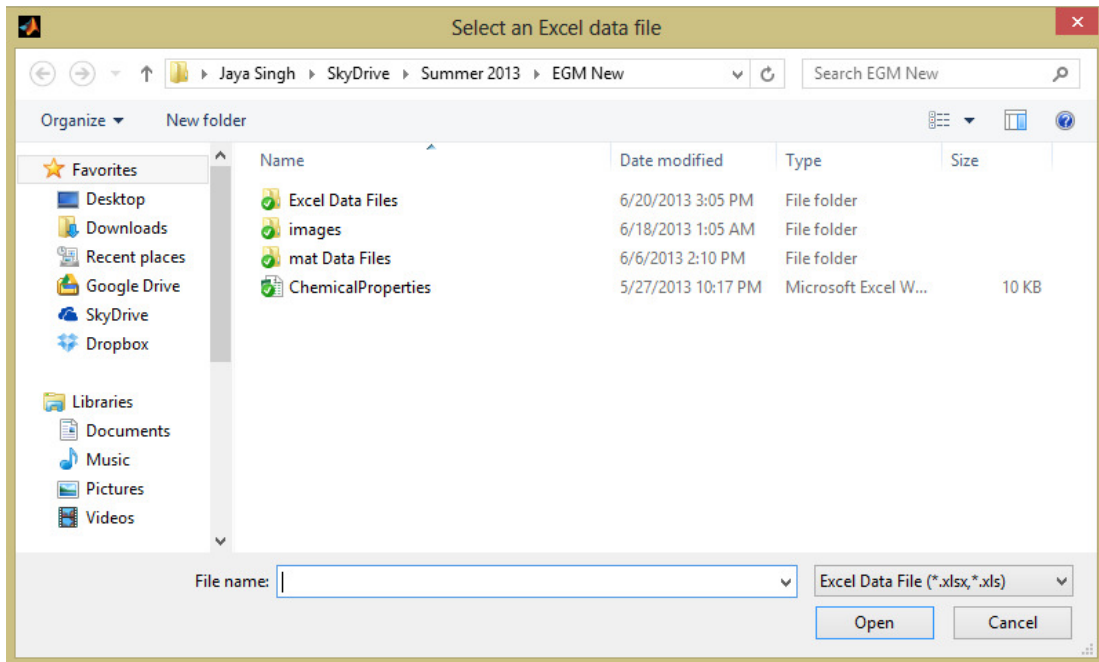 Select an Excel data file
Jaya Singh ▸ SkyDrive ▸ Summer 2013 ▸ EGM New
Search EGM New
Organize
New folder
Favorites
Desktop
Downloads
Recent places
Google Drive
SkyDrive
Dropbox
Libraries
Documents
Music
Pictures
Videos
Name Date modified Type Size
Excel Data Files 6/20/2013 3:05 PM File folder
images 6/18/2013 1:05 AM File folder
mat Data Files 6/6/2013 2:10 PM File folder
ChemicalProperties 5/27/2013 10:17 PM Microsoft Excel W... 10 KB
File name:
Excel Data File (*.xlsx,*.xls)
Open
Cancel